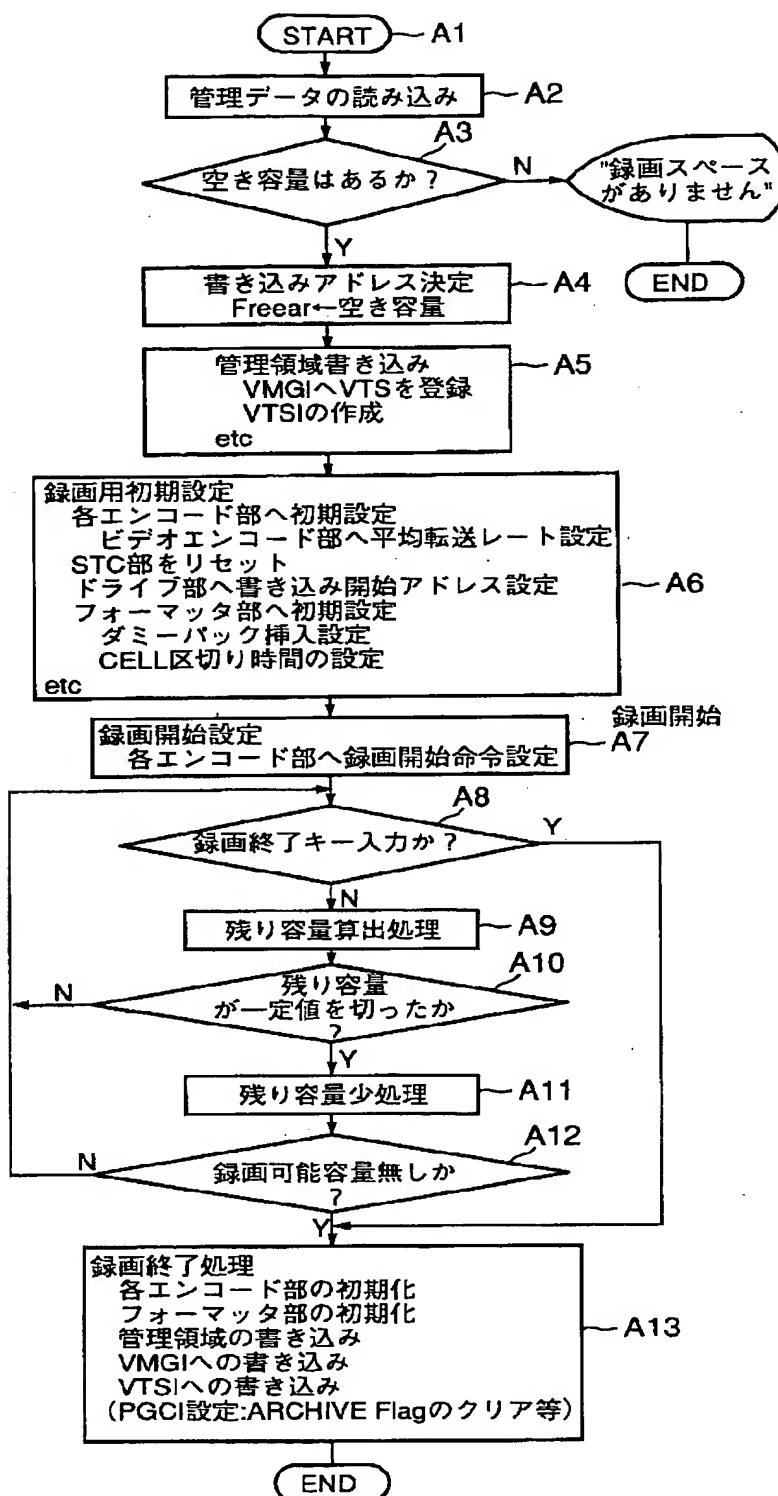 START
A1
管理データの読み込み
A2
A3
空き容量はあるか？
N
"録画スペース
がありません"
END
Y
書き込みアドレス決定
Freear←空き容量
A4
管理領域書き込み
VMGIへVTSを登録
VTSIの作成
etc
A5
録画用初期設定
各エンコード部へ初期設定
ビデオエンコード部へ平均転送レート設定
STC部をリセット
ドライブ部へ書き込み開始アドレス設定
フォーマッタ部へ初期設定
ダミーパック挿入設定
CELL区切り時間の設定
etc
A6
録画開始
録画開始設定
各エンコード部へ録画開始命令設定
A7
A8
録画終了キー入力か？
Y
N
残り容量算出処理
A9
A10
残り容量
が一定値を切ったか
？
N
Y
残り容量少処理
A11
A12
録画可能容量無しか
？
N
Y
録画終了処理
各エンコード部の初期化
フォーマッタ部の初期化
管理領域の書き込み
VMGIへの書き込み
VTSIへの書き込み
（PGCI設定:ARCHIVE Flagのクリア等）
A13
END